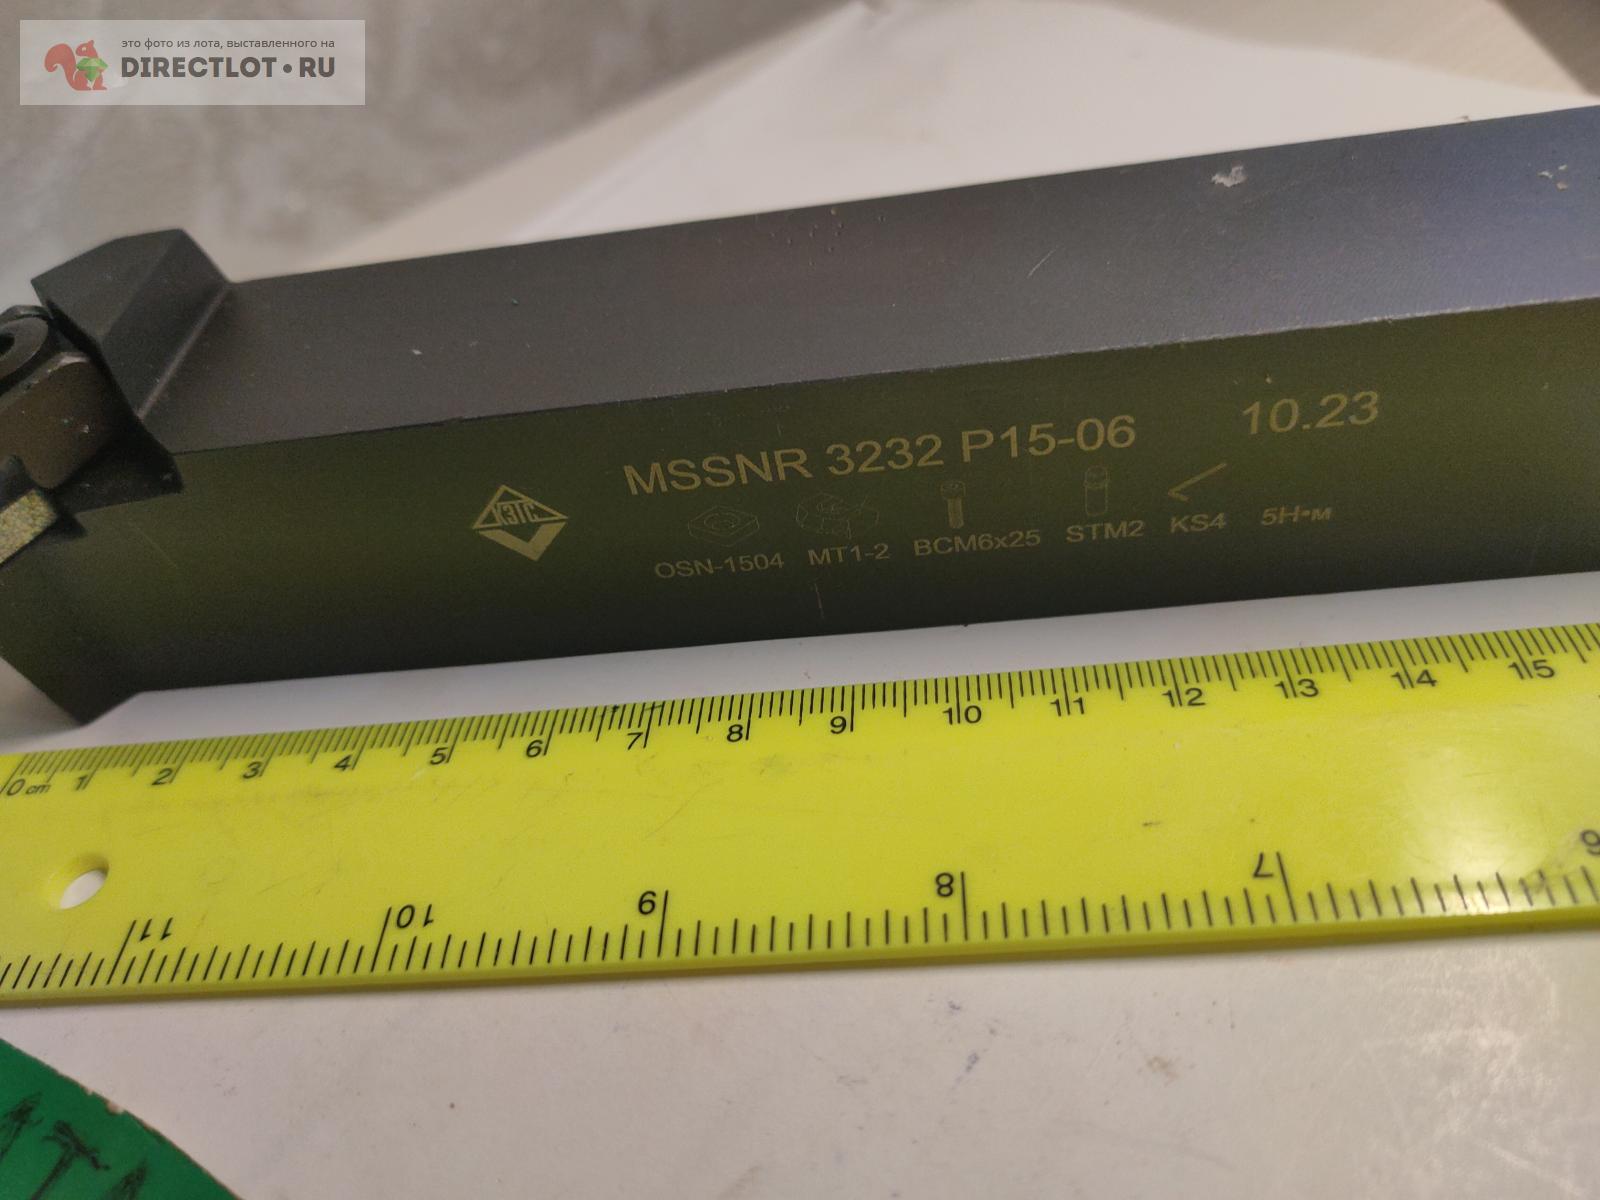 это фото из лота, выставленного на
DIRECTLOT•RU
MSSNR 3232 P15-06 10.23
КЗТС
OSN-1504 MT1-2 BCM6x25 STM2 KS4 5Н•м
0 cm 1 2 3 4 5 6 7 8 9 10 11 12 13 14 15
11 10 9 8 7 6